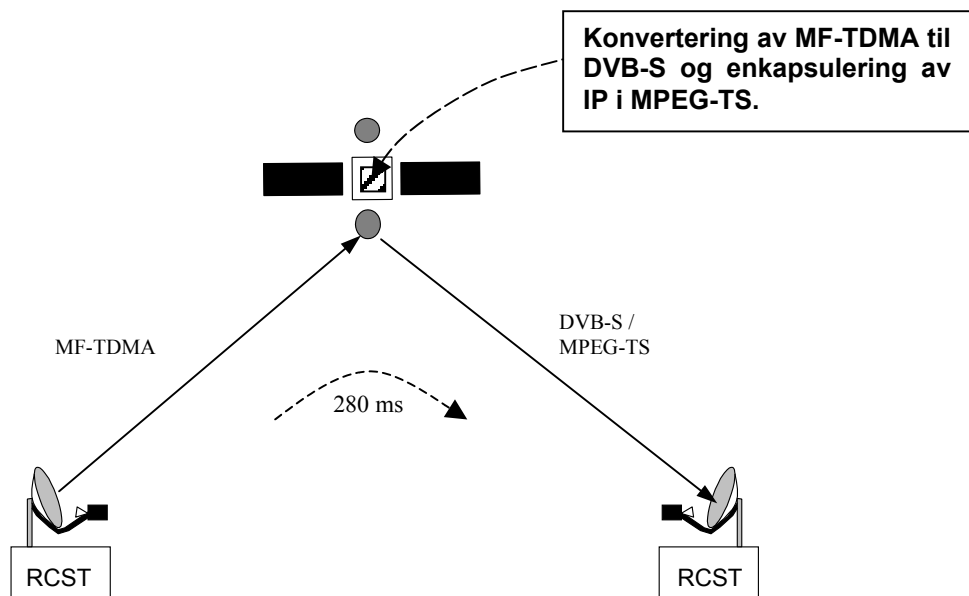 Konvertering av MF-TDMA til
DVB-S og enkapsulering av
IP i MPEG-TS.
MF-TDMA
DVB-S /
MPEG-TS
280 ms
RCST
RCST